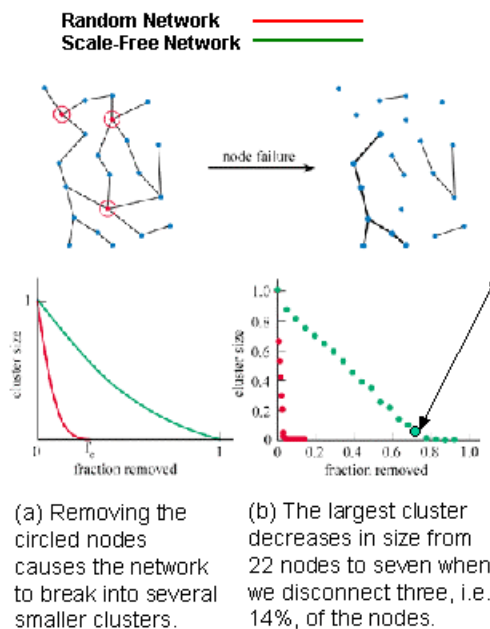 Random Network
Scale-Free Network
node failure
1
cluster size
0
fc
1
fraction removed
1.0
0.8
0.6
0.4
0.2
0
cluster size
0
0.2
0.4
0.6
0.8
1.0
fraction removed
(a) Removing the
circled nodes
causes the network
to break into several
smaller clusters.
(b) The largest cluster
decreases in size from
22 nodes to seven when
we disconnect three, i.e.
14%, of the nodes.